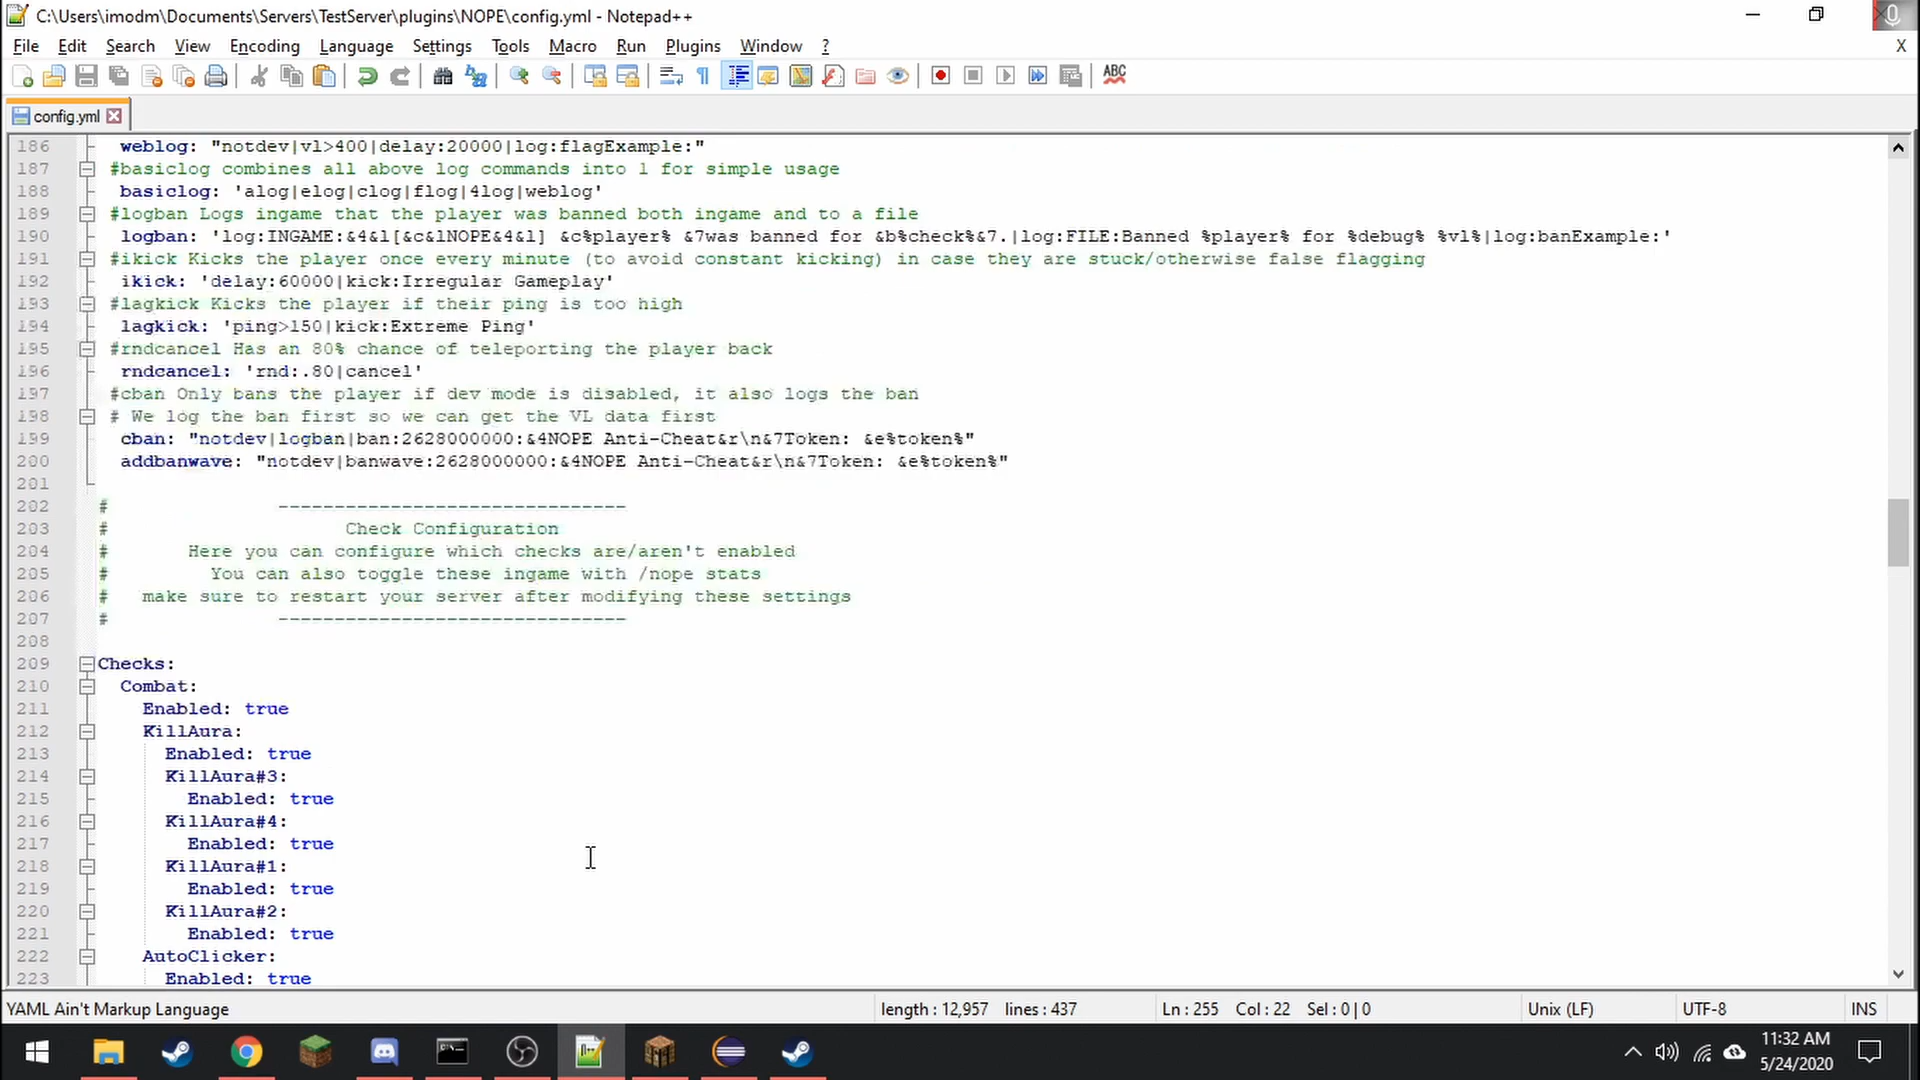 C:\Users\imodm\Documents\Servers\TestServer\plugins\NOPE\config.yml - Notepad++
File Edit Search View Encoding Language Settings Tools Macro Run Plugins Window ? X
ABC
config.yml
186 weblog: "notdev|vl>400|delay:20000|log:flagExample:"
187 #basiclog combines all above log commands into 1 for simple usage
188 basiclog: 'alog|elog|clog|flog|4log|weblog'
189 #logban Logs ingame that the player was banned both ingame and to a file
190 logban: 'log:INGAME:&4&l[&c&lNOPE&4&l] &c%player% &7was banned for &b%check%&7.|log:FILE:Banned %player% for %debug% %vl%|log:banExample:'
191 #ikick Kicks the player once every minute (to avoid constant kicking) in case they are stuck/otherwise false flagging
192 ikick: 'delay:60000|kick:Irregular Gameplay'
193 #lagkick Kicks the player if their ping is too high
194 lagkick: 'ping>150|kick:Extreme Ping'
195 #rndcancel Has an 80% chance of teleporting the player back
196 rndcancel: 'rnd:.80|cancel'
197 #cban Only bans the player if dev mode is disabled, it also logs the ban
198 # We log the ban first so we can get the VL data first
199 cban: "notdev|logban|ban:2628000000:&4NOPE Anti-Cheat&r\n&7Token: &e%token%"
200 addbanwave: "notdev|banwave:2628000000:&4NOPE Anti-Cheat&r\n&7Token: &e%token%"
201
202 # -------------------------------
203 # Check Configuration
204 # Here you can configure which checks are/aren't enabled
205 # You can also toggle these ingame with /nope stats
206 # make sure to restart your server after modifying these settings
207 # -------------------------------
208
209 Checks:
210 Combat:
211 Enabled: true
212 KillAura:
213 Enabled: true
214 KillAura#3:
215 Enabled: true
216 KillAura#4:
217 Enabled: true
218 KillAura#1:
219 Enabled: true
220 KillAura#2:
221 Enabled: true
222 AutoClicker:
223 Enabled: true
YAML Ain't Markup Language length : 12,957 lines : 437 Ln : 255 Col : 22 Sel : 0 | 0 Unix (LF) UTF-8 INS
11:32 AM
5/24/2020